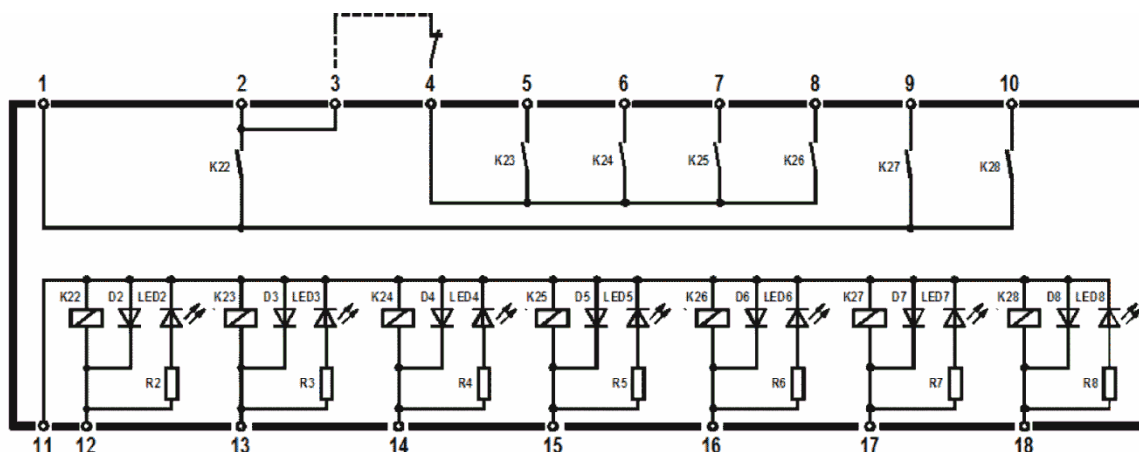 1 2 3 4 5 6 7 8 9 10
K22 K23 K24 K25 K26 K27 K28
K22 D2 LED2 K23 D3 LED3 K24 D4 LED4 K25 D5 LED5 K26 D6 LED6 K27 D7 LED7 K28 D8 LED8
R2 R3 R4 R5 R6 R7 R8
11 12 13 14 15 16 17 18